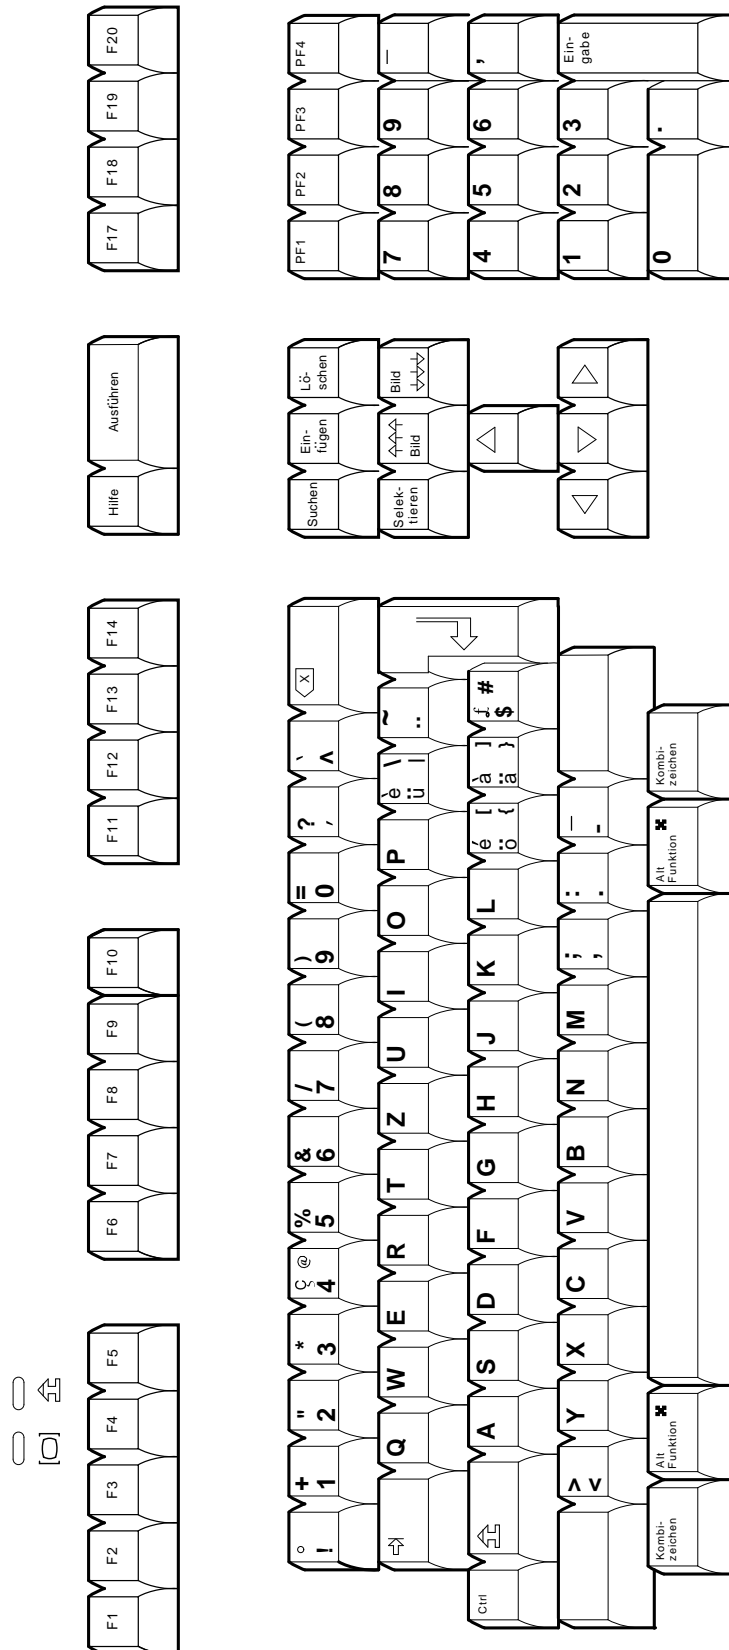 F1 F2 F3 F4 F5 F6 F7 F8 F9 F10 F11 F12 F13 F14 Hilfe Ausführen F17 F18 F19 F20
° + " * ç @ % & / ( ) = ? `
! 1 2 3 4 5 6 7 8 9 0 ' ^ X
Q W E R T Z U I O P è \ ~
ü | ¨
Ctrl A S D F G H J K L é [ à ] £ #
ö { ä } $
> Y X C V B N M ; : _
< , . -
Kombi-
zeichen
Alt
Funktion
Alt
Funktion
Kombi-
zeichen
Suchen
Ein-
fügen
Lö-
schen
Selek-
tieren
Bild
Bild
PF1 PF2 PF3 PF4
7 8 9 –
4 5 6 ,
1 2 3
Ein-
gabe
0 .